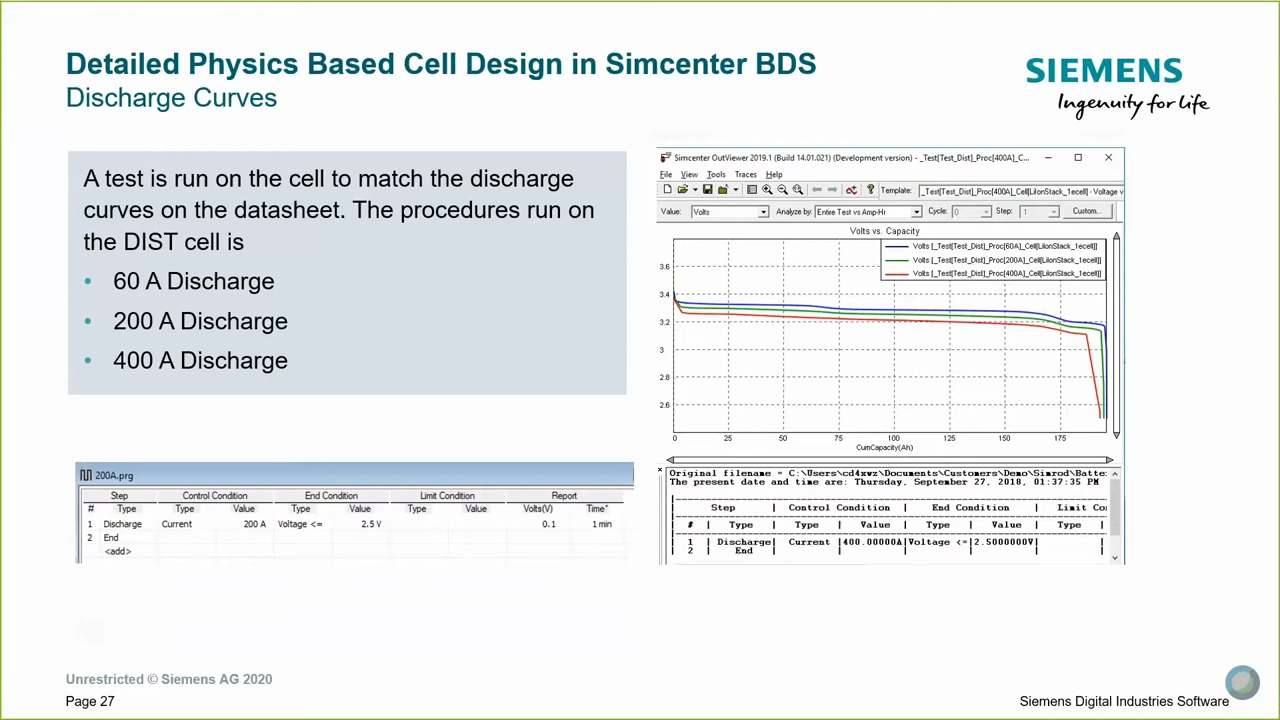 Detailed Physics Based Cell Design in Simcenter BDS
Discharge Curves
SIEMENS
Ingenuity for life
A test is run on the cell to match the discharge
curves on the datasheet. The procedures run on
the DIST cell is
• 60 A Discharge
• 200 A Discharge
• 400 A Discharge
Simcenter OutViewer 2019.1 (Build 14.01.021) (Development version) - _Test[Test_Dist]_Proc[400A]_C...
File View Tools Traces Help
Template: _Test[Test_Dist]_Proc[400A]_Cell[LiIonStack_1ecell] - Voltage v
Value: Volts Analyze by: Entire Test vs Amp-Hr Cycle: 0 Step: 1 Custom...
Volts vs. Capacity
Volts [_Test[Test_Dist]_Proc[60A]_Cell[LiIonStack_1ecell]]
Volts [_Test[Test_Dist]_Proc[200A]_Cell[LiIonStack_1ecell]]
Volts [_Test[Test_Dist]_Proc[400A]_Cell[LiIonStack_1ecell]]
3.6
3.4
3.2
3
2.8
2.6
0 25 50 75 100 125 150 175
CumCapacity(Ah)
200A.prg
Step Control Condition End Condition Limit Condition Report
# Type Type Value Type Value Type Value Volts(V) Time*
1 Discharge Current 200 A Voltage <= 2.5 V 0.1 1 min
2 End
<add>
Original filename = C:\Users\cd4xvz\Documents\Customers\Demo\Simrod\Batte
The present date and time are: Thursday, September 27, 2018, 01:37:35 PM
Step | Control Condition | End Condition | Limit Co
# | Type | Type | Value | Type | Value | Type |
1 | Discharge| Current |400.00000A|Voltage <=|2.5000000V|
2 | End
Unrestricted © Siemens AG 2020
Page 27
Siemens Digital Industries Software